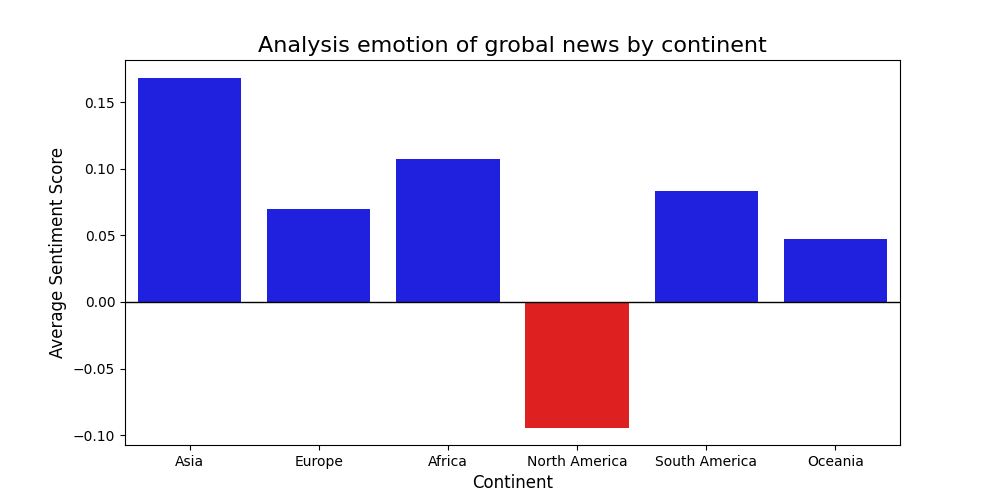 Analysis emotion of grobal news by continent
Average Sentiment Score
0.15
0.10
0.05
0.00
−0.05
−0.10
Asia Europe Africa North America South America Oceania
Continent